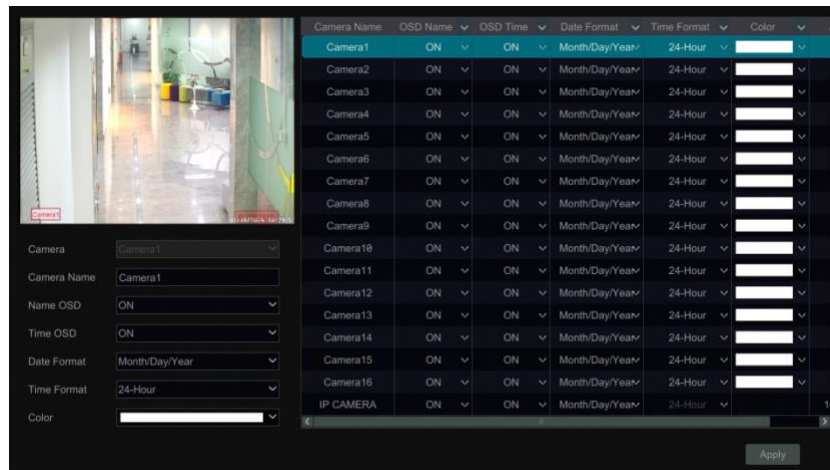 Camera1
Camera Camera1
Camera Name Camera1
Name OSD ON
Time OSD ON
Date Format Month/Day/Year
Time Format 24-Hour
Color
Camera Name OSD Name OSD Time Date Format Time Format Color
Camera1 ON ON Month/Day/Year 24-Hour
Camera2 ON ON Month/Day/Year 24-Hour
Camera3 ON ON Month/Day/Year 24-Hour
Camera4 ON ON Month/Day/Year 24-Hour
Camera5 ON ON Month/Day/Year 24-Hour
Camera6 ON ON Month/Day/Year 24-Hour
Camera7 ON ON Month/Day/Year 24-Hour
Camera8 ON ON Month/Day/Year 24-Hour
Camera9 ON ON Month/Day/Year 24-Hour
Camera10 ON ON Month/Day/Year 24-Hour
Camera11 ON ON Month/Day/Year 24-Hour
Camera12 ON ON Month/Day/Year 24-Hour
Camera13 ON ON Month/Day/Year 24-Hour
Camera14 ON ON Month/Day/Year 24-Hour
Camera15 ON ON Month/Day/Year 24-Hour
Camera16 ON ON Month/Day/Year 24-Hour
IP CAMERA ON ON Month/Day/Year 24-Hour 1
Apply